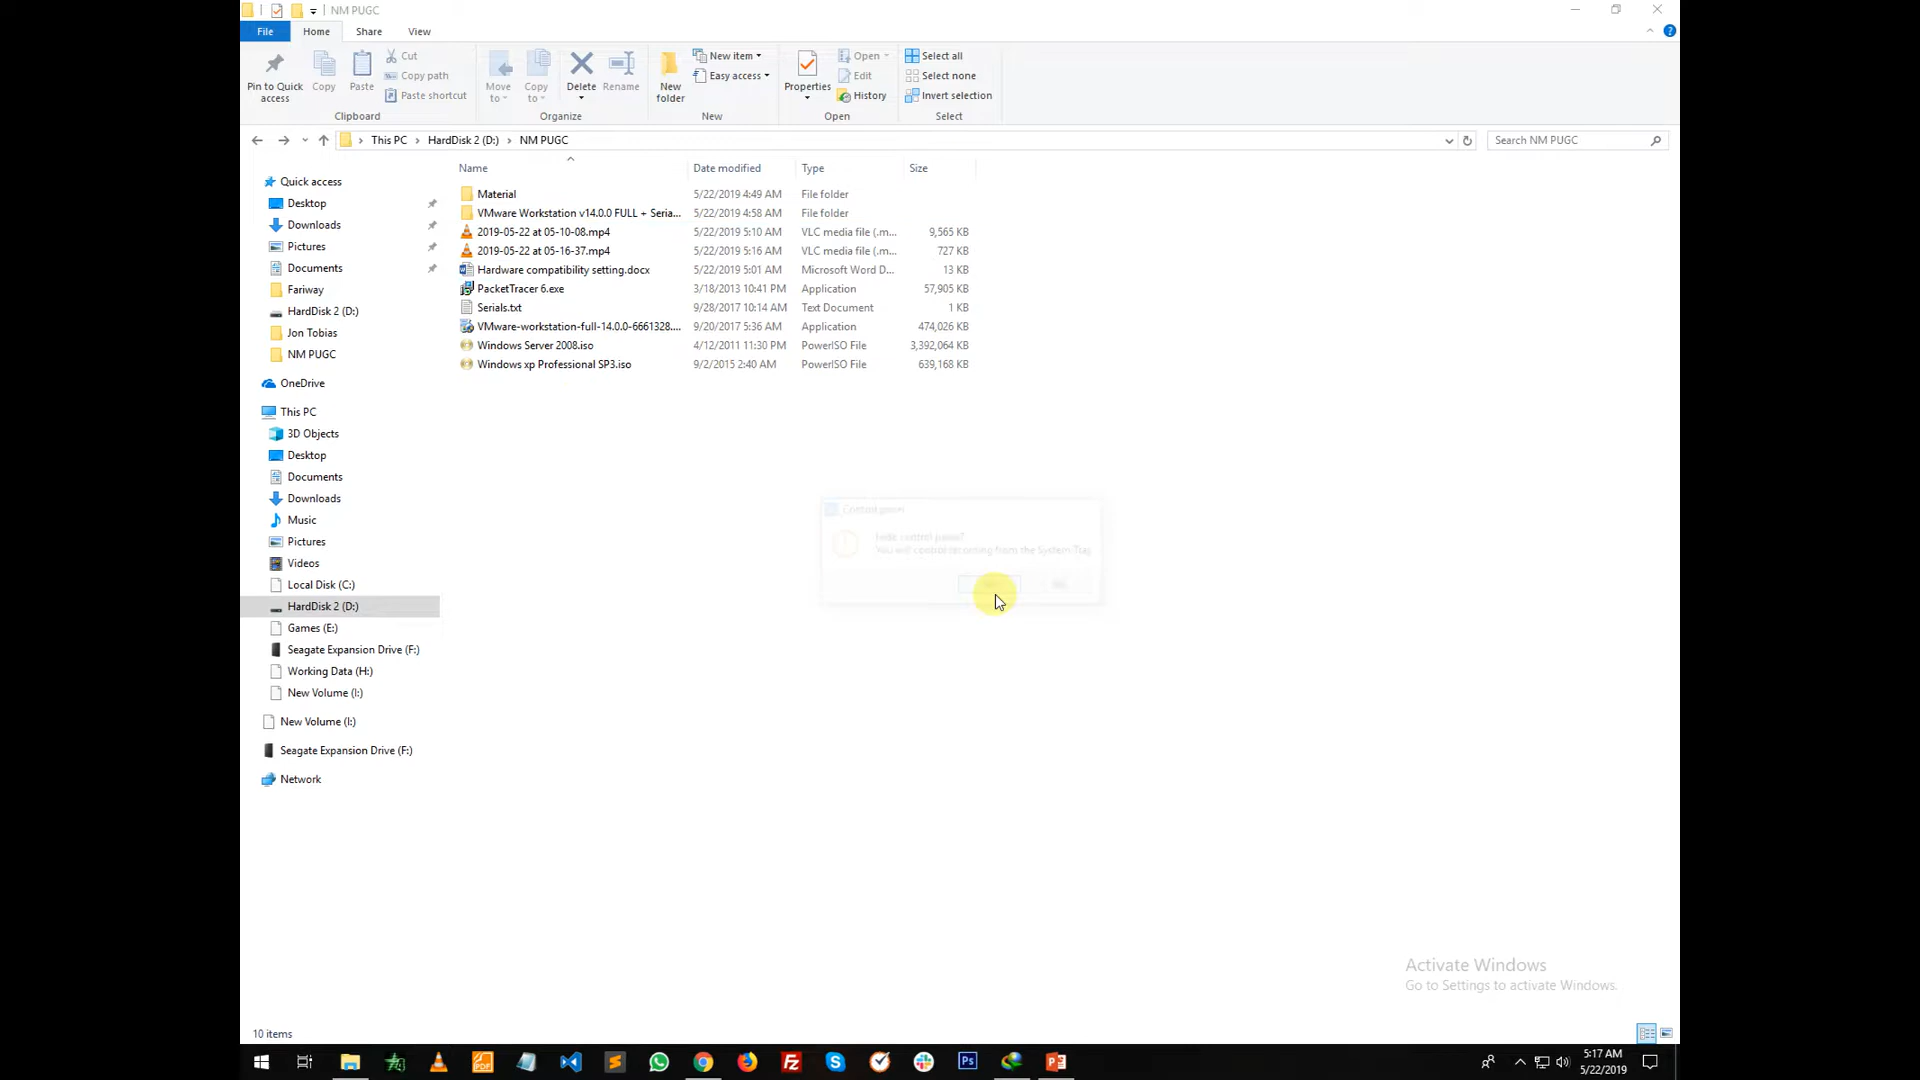 NM PUGC
File Home Share View
Pin to Quick access
Copy
Paste
Cut
Copy path
Paste shortcut
Clipboard
Move to
Copy to
Delete
Rename
Organize
New folder
New item
Easy access
New
Properties
Open
Edit
History
Open
Select all
Select none
Invert selection
Select
This PC > HardDisk 2 (D:) > NM PUGC
Search NM PUGC
Name Date modified Type Size
Material 5/22/2019 4:49 AM File folder
VMware Workstation v14.0.0 FULL + Seria... 5/22/2019 4:58 AM File folder
2019-05-22 at 05-10-08.mp4 5/22/2019 5:10 AM VLC media file (.m... 9,565 KB
2019-05-22 at 05-16-37.mp4 5/22/2019 5:16 AM VLC media file (.m... 727 KB
Hardware compatibility setting.docx 5/22/2019 5:01 AM Microsoft Word D... 13 KB
PacketTracer 6.exe 3/18/2013 10:41 PM Application 57,905 KB
Serials.txt 9/28/2017 10:14 AM Text Document 1 KB
VMware-workstation-full-14.0.0-6661328.... 9/20/2017 5:36 AM Application 474,026 KB
Windows Server 2008.iso 4/12/2011 11:30 PM PowerISO File 3,392,064 KB
Windows xp Professional SP3.iso 9/2/2015 2:40 AM PowerISO File 639,168 KB
Quick access
Desktop
Downloads
Pictures
Documents
Fariway
HardDisk 2 (D:)
Jon Tobias
NM PUGC
OneDrive
This PC
3D Objects
Desktop
Documents
Downloads
Music
Pictures
Videos
Local Disk (C:)
HardDisk 2 (D:)
Games (E:)
Seagate Expansion Drive (F:)
Working Data (H:)
New Volume (I:)
New Volume (I:)
Seagate Expansion Drive (F:)
Network
Control panel
Hide control panel?
You will control recording from the System Tray
Activate Windows
Go to Settings to activate Windows.
10 items
5:17 AM
5/22/2019